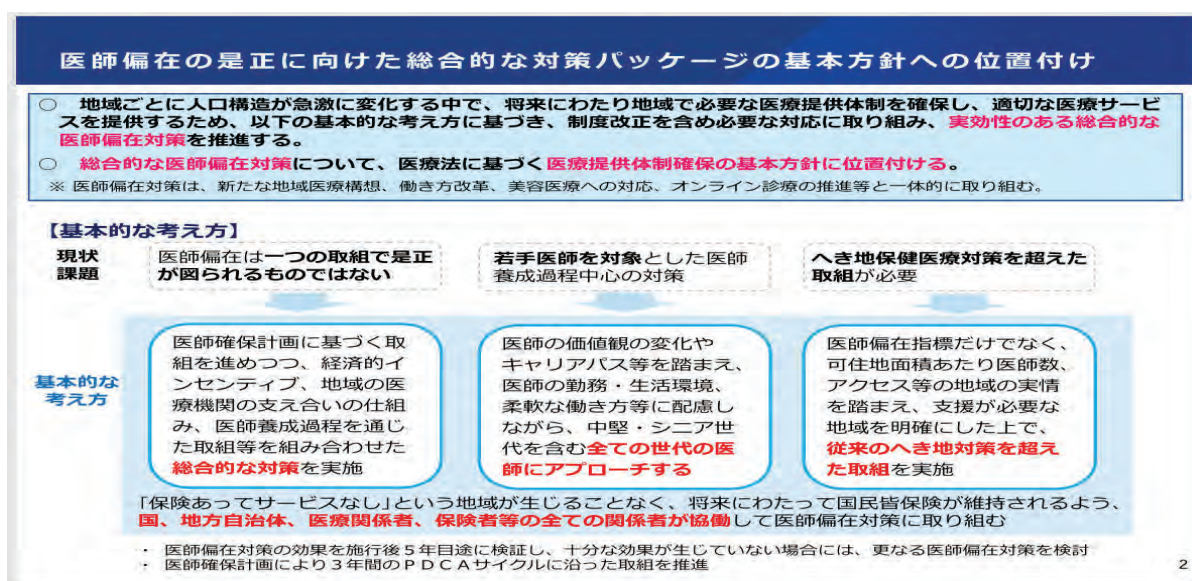 医師偏在の是正に向けた総合的な対策パッケージの基本方針への位置付け
○ 地域ごとに人口構造が急激に変化する中で、将来にわたり地域で必要な医療提供体制を確保し、適切な医療サービ
スを提供するため、以下の基本的な考え方に基づき、制度改正を含め必要な対応に取り組み、実効性のある総合的な
医師偏在対策を推進する。
○ 総合的な医師偏在対策について、医療法に基づく医療提供体制確保の基本方針に位置付ける。
※ 医師偏在対策は、新たな地域医療構想、働き方改革、美容医療への対応、オンライン診療の推進等と一体的に取り組む。
【基本的な考え方】
現状
課題
医師偏在は一つの取組で是正
が図られるものではない
若手医師を対象とした医師
養成過程中心の対策
へき地保健医療対策を超えた
取組が必要
基本的な
考え方
医師確保計画に基づく取
組を進めつつ、経済的イ
ンセンティブ、地域の医
療機関の支え合いの仕組
み、医師養成過程を通じ
た取組等を組み合わせた
総合的な対策を実施
医師の価値観の変化や
キャリアパス等を踏まえ、
医師の勤務・生活環境、
柔軟な働き方等に配慮し
ながら、中堅・シニア世
代を含む全ての世代の医
師にアプローチする
医師偏在指標だけでなく、
可住地面積あたり医師数、
アクセス等の地域の実情
を踏まえ、支援が必要な
地域を明確にした上で、
従来のへき地対策を超え
た取組を実施
「保険あってサービスなし」という地域が生じることなく、将来にわたって国民皆保険が維持されるよう、
国、地方自治体、医療関係者、保険者等の全ての関係者が協働して医師偏在対策に取り組む
・ 医師偏在対策の効果を施行後５年目途に検証し、十分な効果が生じていない場合には、更なる医師偏在対策を検討
・ 医師確保計画により３年間のＰＤＣＡサイクルに沿った取組を推進
2